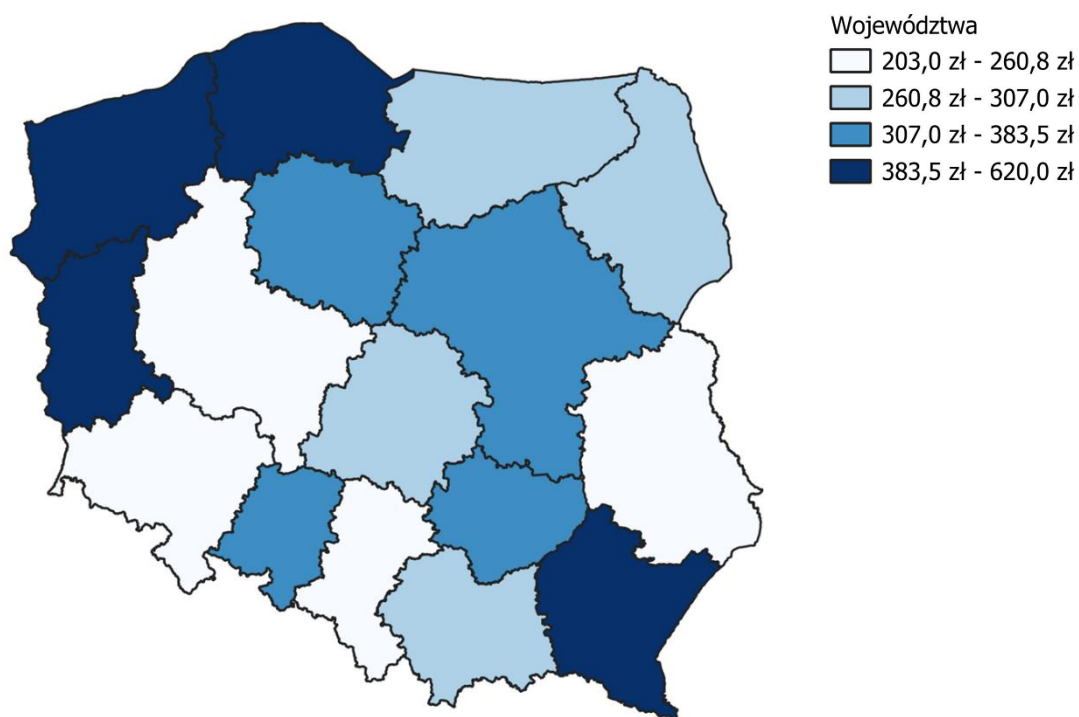 Województwa
203,0 zł - 260,8 zł
260,8 zł - 307,0 zł
307,0 zł - 383,5 zł
383,5 zł - 620,0 zł